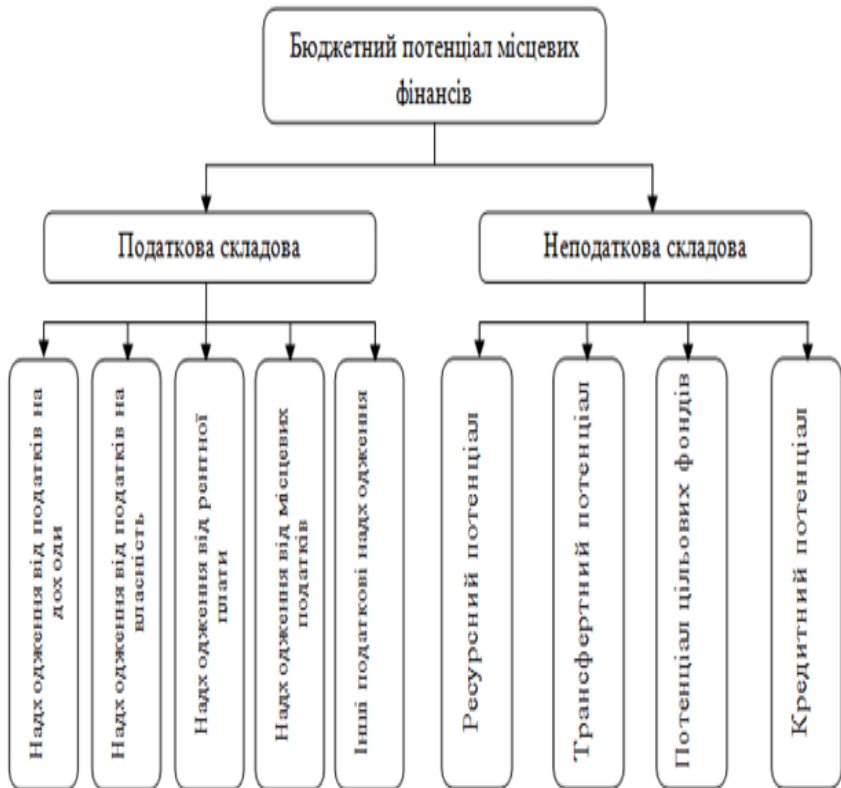 Бюджетний потенціал місцевих
фінансів
Податкова складова
Неподаткова складова
Надходження від податків на
доходи
Надходження від податків на
власність
Надходження від рентної
плати
Надходження від місцевих
податків
Інші податкові надходження
Ресурсний потенціал
Трансфертний потенціал
Потенціал цільових фондів
Кредитний потенціал